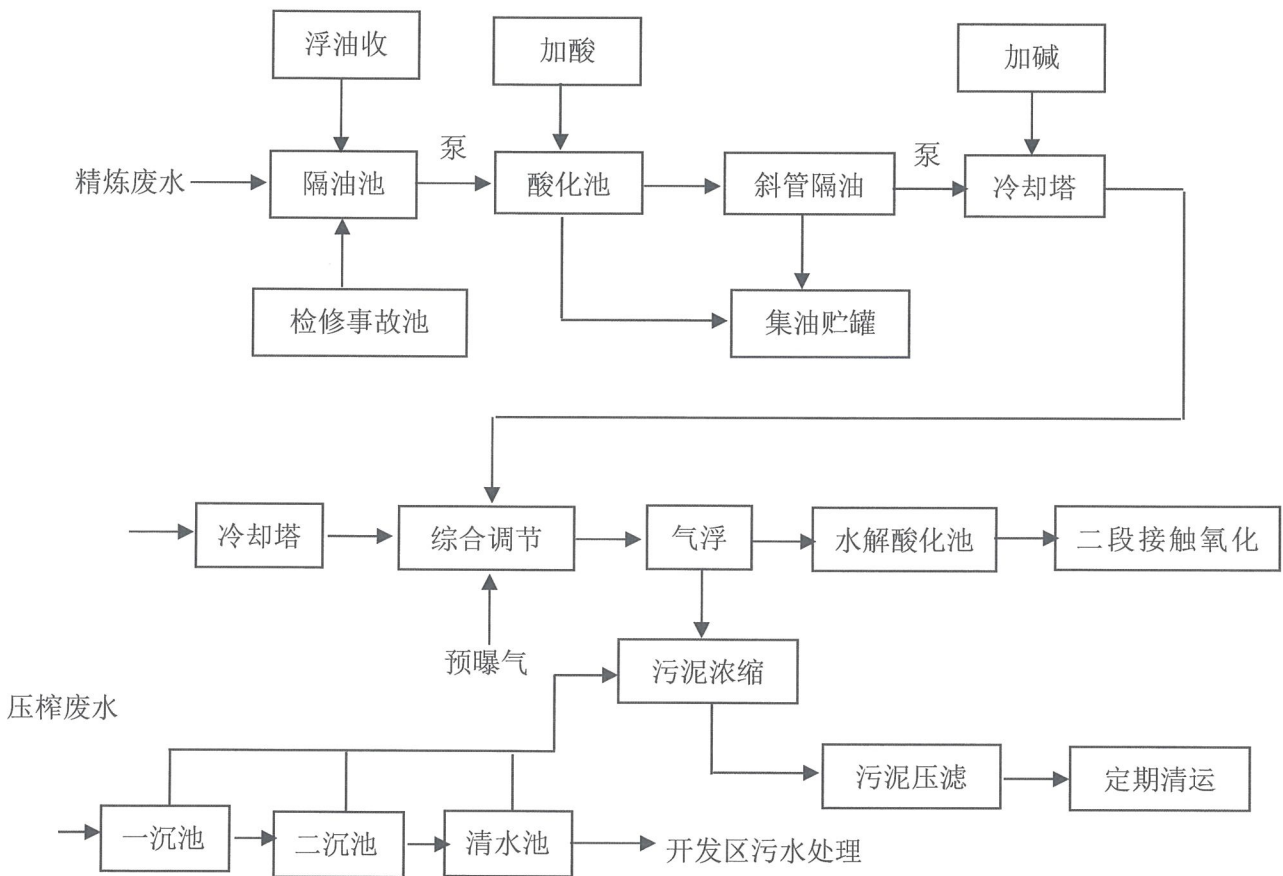 浮油收
加酸
加碱
泵
泵
精炼废水
隔油池
酸化池
斜管隔油
冷却塔
检修事故池
集油贮罐
冷却塔
综合调节
气浮
水解酸化池
二段接触氧化
预曝气
污泥浓缩
压榨废水
污泥压滤
定期清运
一沉池
二沉池
清水池
开发区污水处理